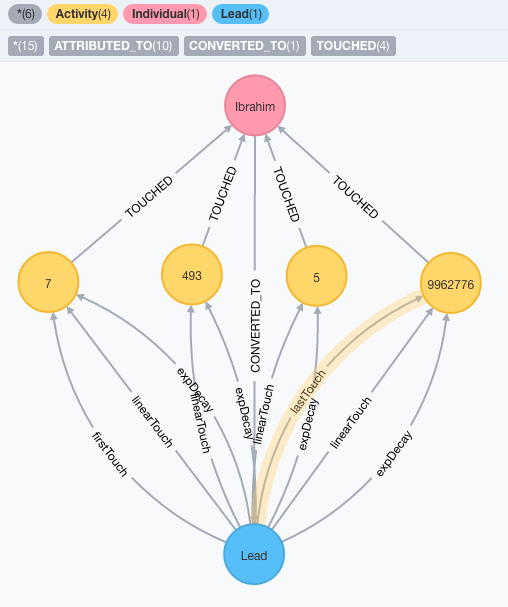 *(6) Activity(4) Individual(1) Lead(1)
*(15) ATTRIBUTED_TO(10) CONVERTED_TO(1) TOUCHED(4)
Ibrahim
TOUCHED
TOUCHED
TOUCHED
TOUCHED
7
493
5
9962776
CONVERTED_TO
expDecay
lastTouch
linearTouch
linearTouch
expDecay
linearTouch
expDecay
linearTouch
firstTouch
expDecay
Lead